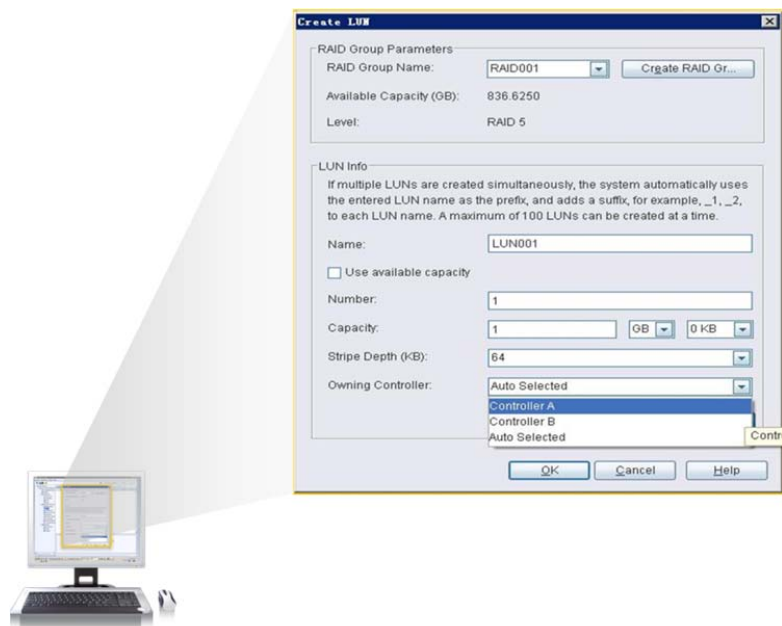 Create LUN
RAID Group Parameters
RAID Group Name: RAID001 Create RAID Gr...
Available Capacity (GB): 836.6250
Level: RAID 5
LUN Info
If multiple LUNs are created simultaneously, the system automatically uses
the entered LUN name as the prefix, and adds a suffix, for example, _1, _2,
to each LUN name. A maximum of 100 LUNs can be created at a time.
Name: LUN001
Use available capacity
Number: 1
Capacity: 1 GB 0 KB
Stripe Depth (KB): 64
Owning Controller: Auto Selected
Controller A
Controller B
Auto Selected Contr
OK Cancel Help